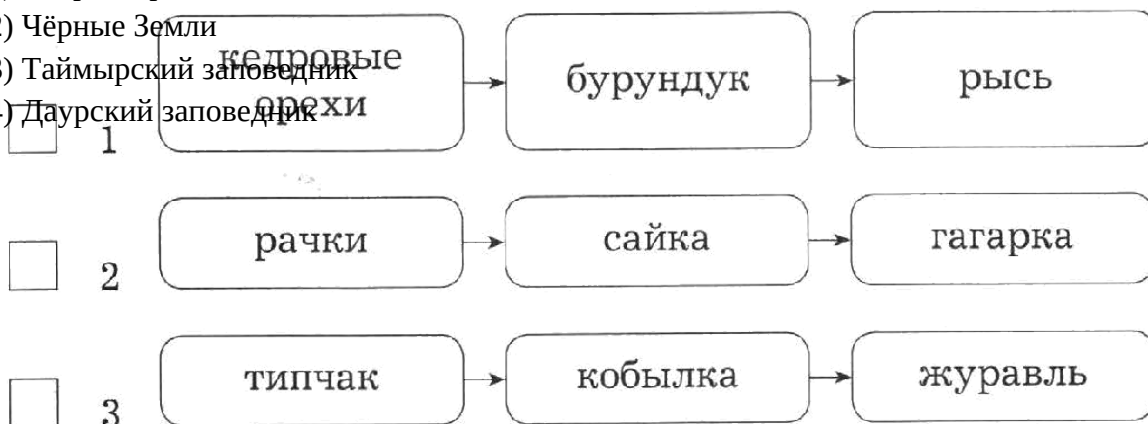 2) Чёрные Земли
3) Таймырский заповедник
4) Даурский заповедник
1 кедровые орехи бурундук рысь
2 рачки сайка гагарка
3 типчак кобылка журавль